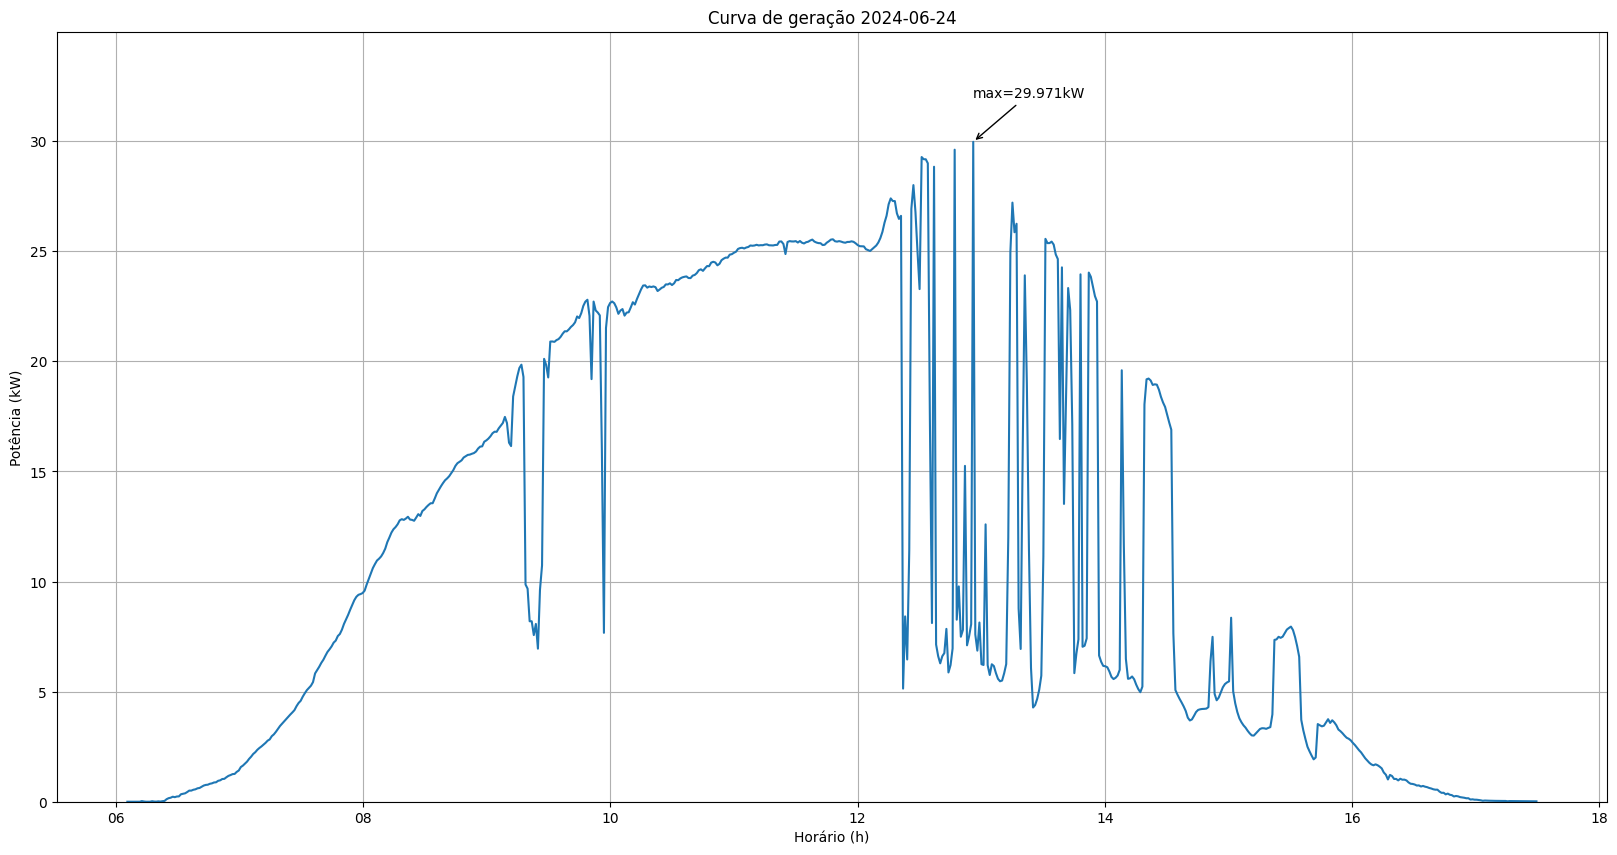 Curva de geração 2024-06-24
max=29.971kW
Potência (kW)
30
25
20
15
10
5
0
06 08 10 12 14 16 18
Horário (h)